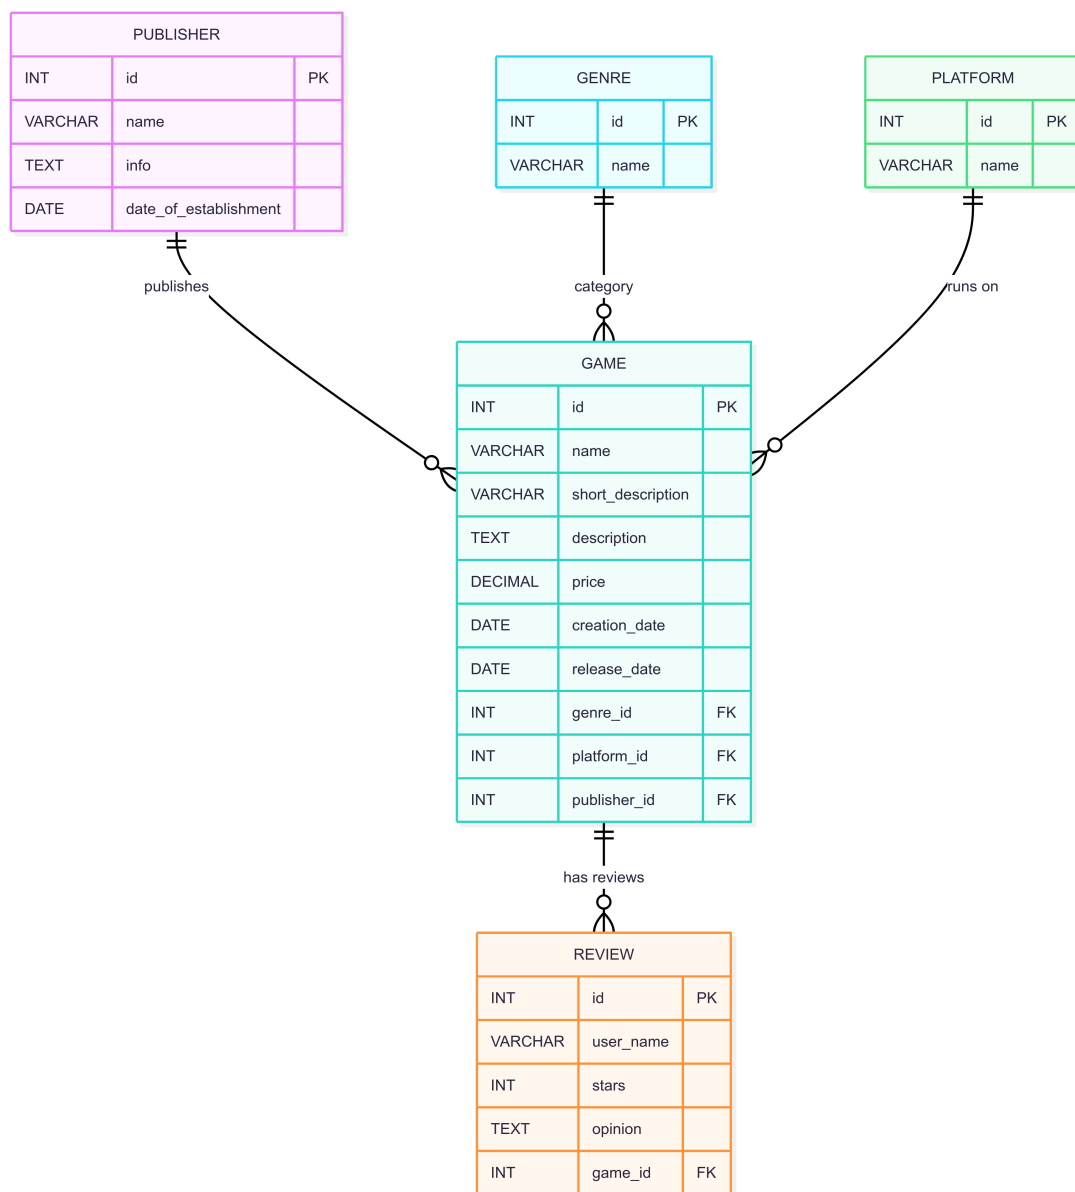 PUBLISHER
INT id PK
VARCHAR name
TEXT info
DATE date_of_establishment
GENRE
INT id PK
VARCHAR name
PLATFORM
INT id PK
VARCHAR name
publishes
category
runs on
GAME
INT id PK
VARCHAR name
VARCHAR short_description
TEXT description
DECIMAL price
DATE creation_date
DATE release_date
INT genre_id FK
INT platform_id FK
INT publisher_id FK
has reviews
REVIEW
INT id PK
VARCHAR user_name
INT stars
TEXT opinion
INT game_id FK